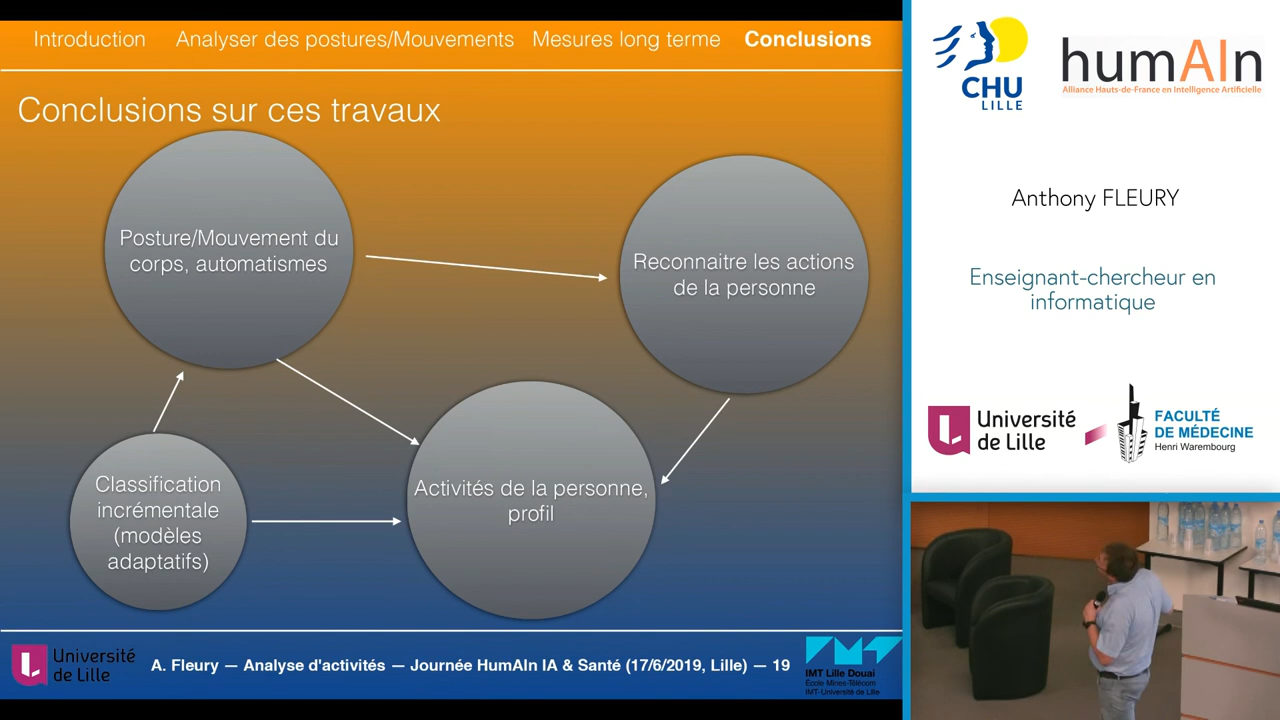 Introduction Analyser des postures/Mouvements Mesures long terme Conclusions
Conclusions sur ces travaux
Posture/Mouvement du
corps, automatismes
Reconnaitre les actions
de la personne
Classification
incrémentale
(modèles
adaptatifs)
Activités de la personne,
profil
Université
de Lille
A. Fleury — Analyse d'activités — Journée HumAIn IA & Santé (17/6/2019, Lille) — 19
IMT Lille Douai
École Mines-Télécom
IMT-Université de Lille
CHU
LILLE
humAIn
Alliance Hauts-de-France en Intelligence Artificielle
Anthony FLEURY
Enseignant-chercheur en
informatique
Université
de Lille
FACULTÉ
DE MÉDECINE
Henri Warembourg